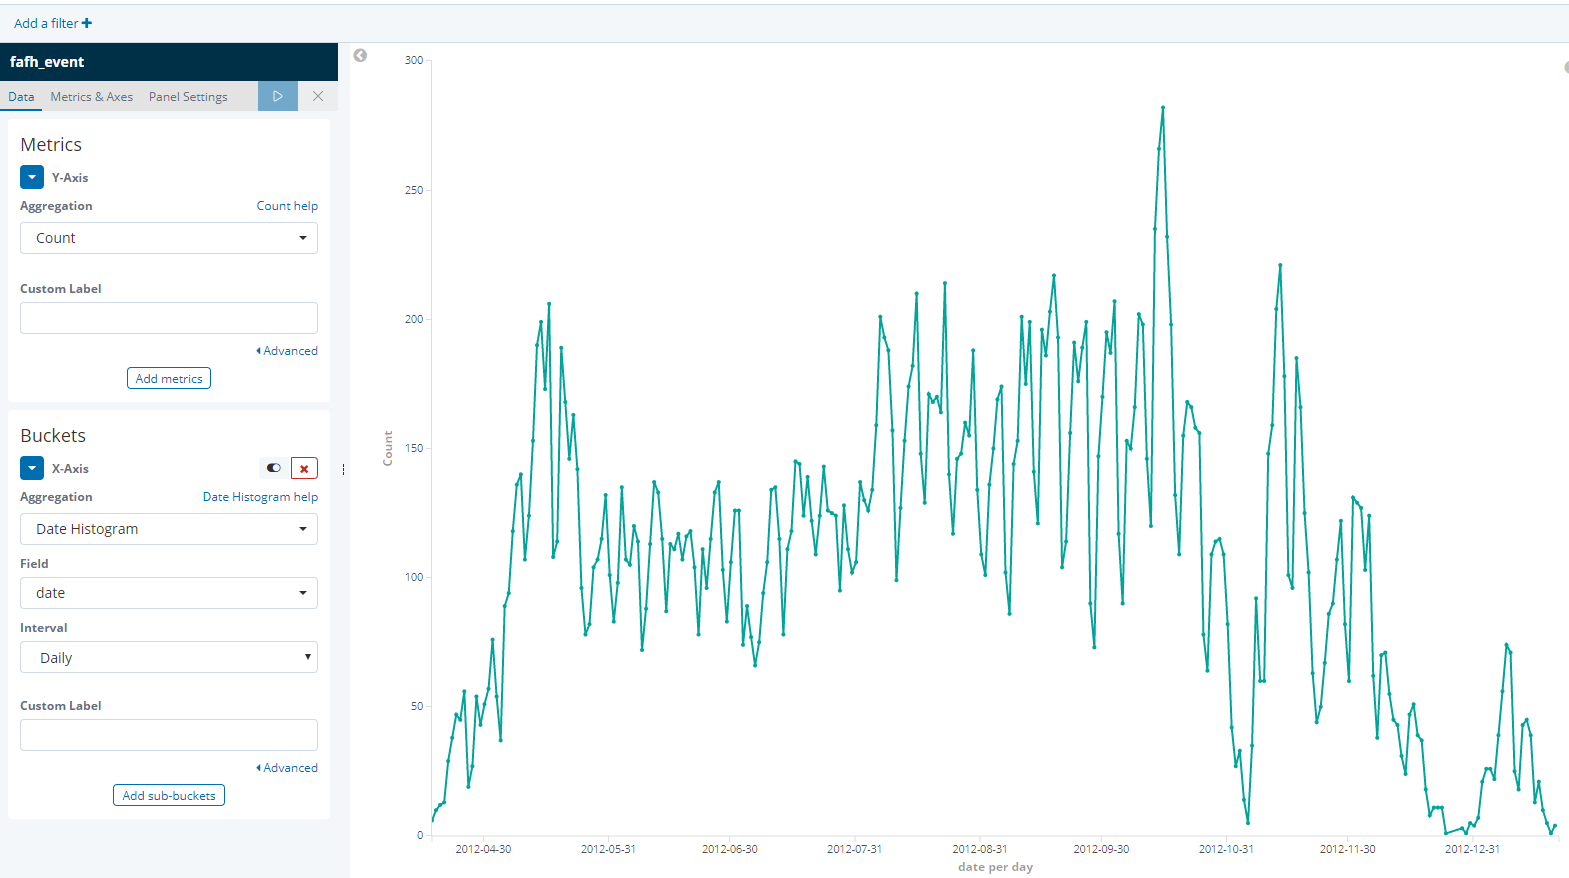 Add a filter
fafh_event
Data Metrics & Axes Panel Settings
Metrics
Y-Axis
Aggregation Count help
Count
Custom Label
Advanced
Add metrics
Buckets
X-Axis
Aggregation Date Histogram help
Date Histogram
Field
date
Interval
Daily
Custom Label
Advanced
Add sub-buckets
300
250
200
150
100
50
0
Count
2012-04-30 2012-05-31 2012-06-30 2012-07-31 2012-08-31 2012-09-30 2012-10-31 2012-11-30 2012-12-31
date per day